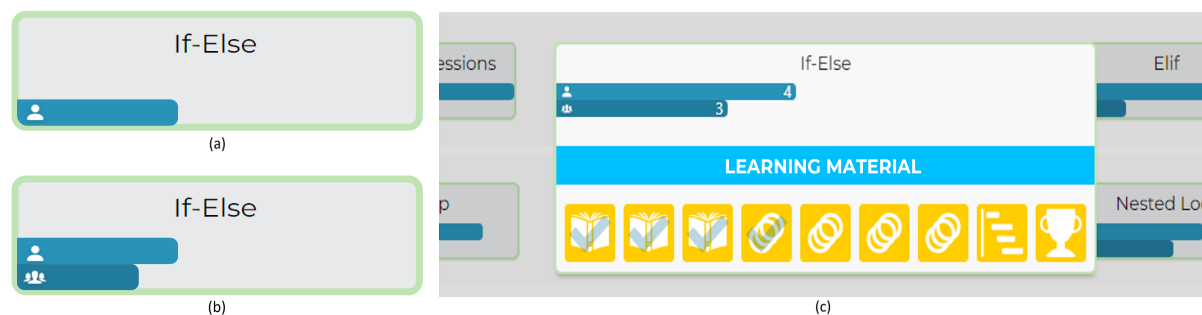 If-Else
(a)
If-Else
(b)
essions
If-Else
Elif
4
3
LEARNING MATERIAL
p
Nested Lo
(c)